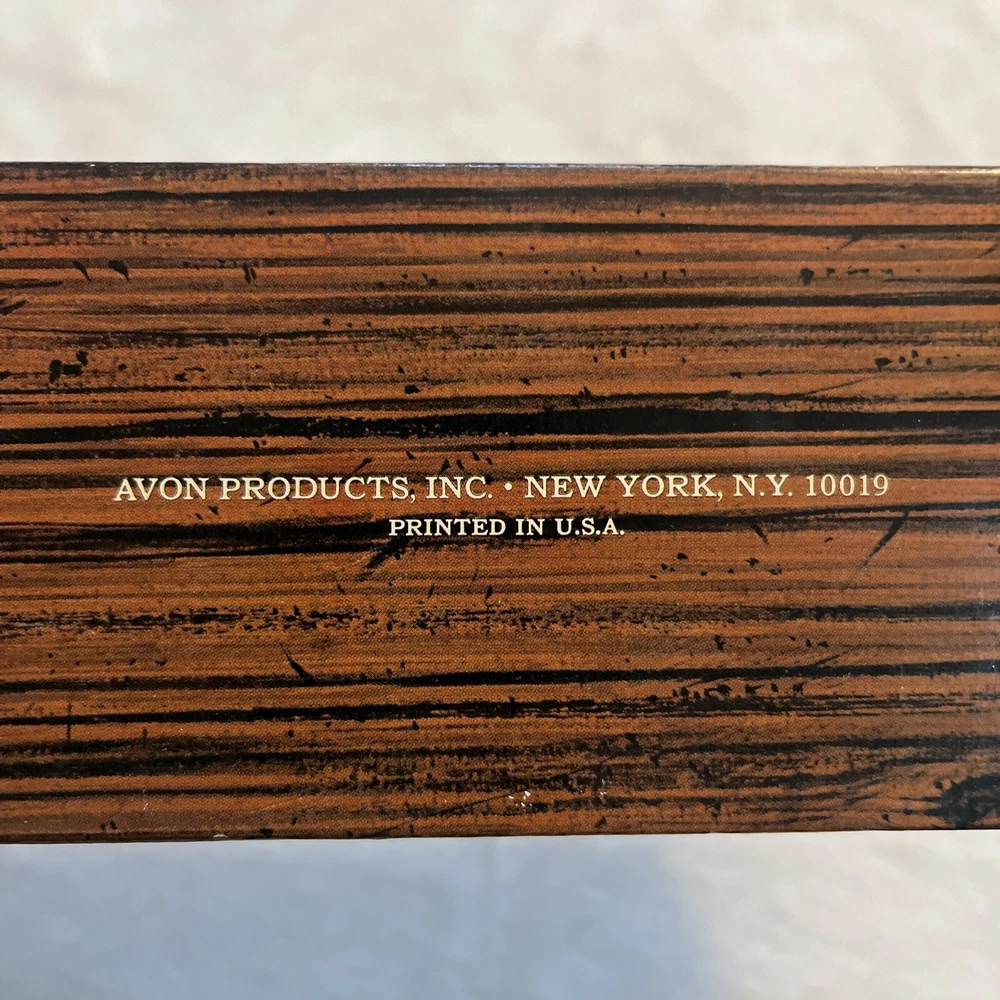 AVON PRODUCTS, INC. • NEW YORK, N.Y. 10019
PRINTED IN U.S.A.